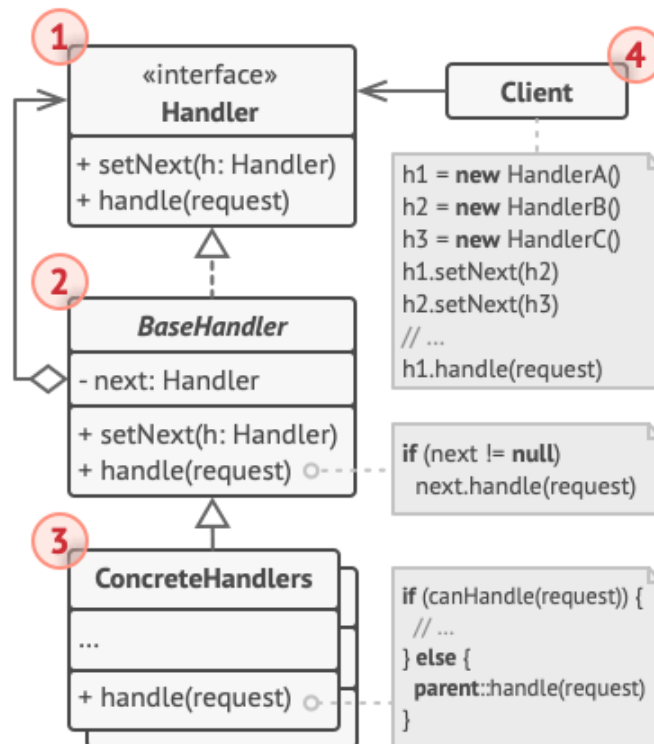 1
«interface»
Handler
+ setNext(h: Handler)
+ handle(request)
4
Client
h1 = new HandlerA()
h2 = new HandlerB()
h3 = new HandlerC()
h1.setNext(h2)
h2.setNext(h3)
// ...
h1.handle(request)
2
BaseHandler
- next: Handler
+ setNext(h: Handler)
+ handle(request)
if (next != null)
next.handle(request)
3
ConcreteHandlers
...
+ handle(request)
if (canHandle(request)) {
// ...
} else {
parent::handle(request)
}